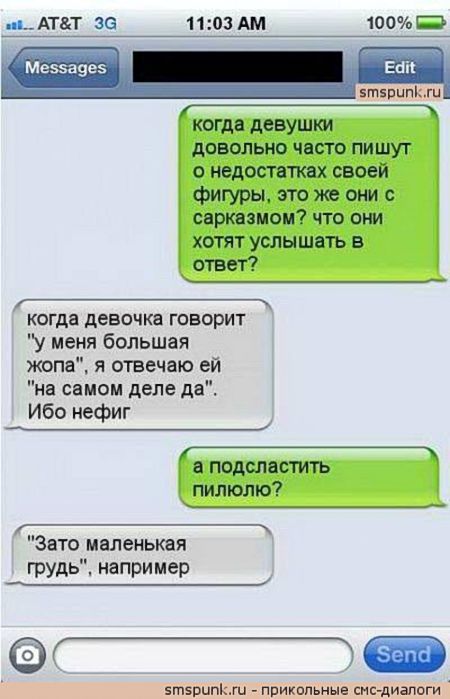 AT&T 3G 11:03 AM 100%
Messages
Edit
smspunk.ru
когда девушки
довольно часто пишут
о недостатках своей
фигуры, это же они с
сарказмом? что они
хотят услышать в
ответ?
когда девочка говорит
"у меня большая
жопа", я отвечаю ей
"на самом деле да".
Ибо нефиг
а подсластить
пилюлю?
"Зато маленькая
грудь", например
Send
smspunk.ru - прикольные смс-диалоги